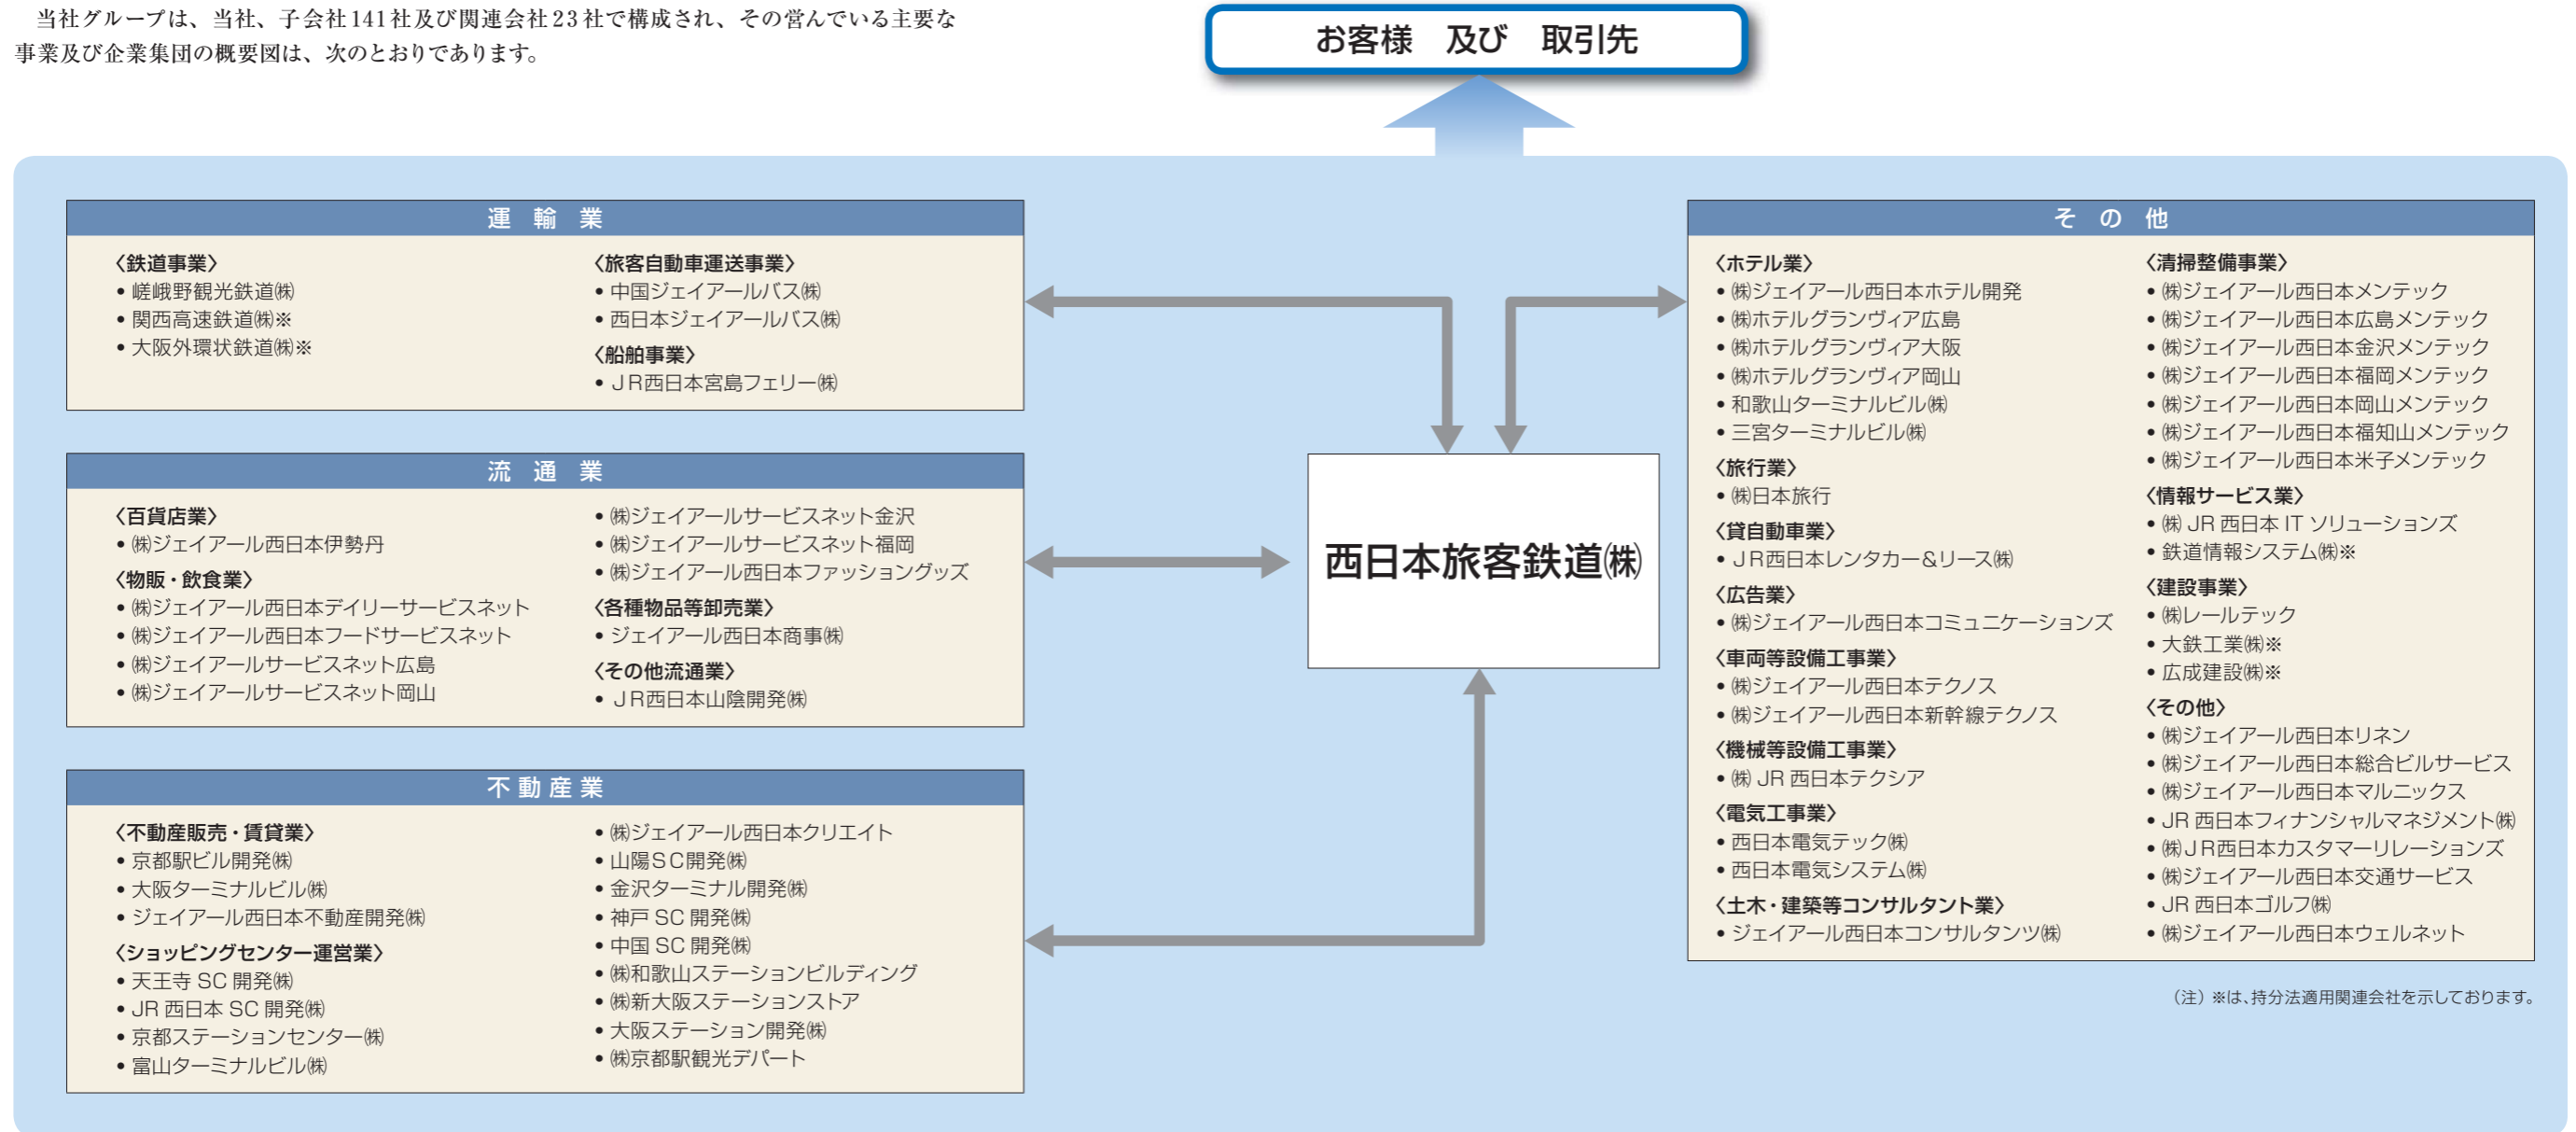 当社グループは、当社、子会社141社及び関連会社23社で構成され、その営んでいる主要な
事業及び企業集団の概要図は、次のとおりであります。
お客様　及び　取引先
運　輸　業
〈鉄道事業〉
• 嵯峨野観光鉄道㈱
• 関西高速鉄道㈱※
• 大阪外環状鉄道㈱※
〈旅客自動車運送事業〉
• 中国ジェイアールバス㈱
• 西日本ジェイアールバス㈱
〈船舶事業〉
• ＪR西日本宮島フェリー㈱
流　通　業
〈百貨店業〉
• ㈱ジェイアール西日本伊勢丹
〈物販・飲食業〉
• ㈱ジェイアール西日本デイリーサービスネット
• ㈱ジェイアール西日本フードサービスネット
• ㈱ジェイアールサービスネット広島
• ㈱ジェイアールサービスネット岡山
• ㈱ジェイアールサービスネット金沢
• ㈱ジェイアールサービスネット福岡
• ㈱ジェイアール西日本ファッショングッズ
〈各種物品等卸売業〉
• ジェイアール西日本商事㈱
〈その他流通業〉
• ＪR西日本山陰開発㈱
不 動 産 業
〈不動産販売・賃貸業〉
• 京都駅ビル開発㈱
• 大阪ターミナルビル㈱
• ジェイアール西日本不動産開発㈱
〈ショッピングセンター運営業〉
• 天王寺 SC 開発㈱
• JR 西日本 SC 開発㈱
• 京都ステーションセンター㈱
• 富山ターミナルビル㈱
• ㈱ジェイアール西日本クリエイト
• 山陽ＳＣ開発㈱
• 金沢ターミナル開発㈱
• 神戸 SC 開発㈱
• 中国 SC 開発㈱
• ㈱和歌山ステーションビルディング
• ㈱新大阪ステーションストア
• 大阪ステーション開発㈱
• ㈱京都駅観光デパート
西日本旅客鉄道㈱
そ　の　他
〈ホテル業〉
• ㈱ジェイアール西日本ホテル開発
• ㈱ホテルグランヴィア広島
• ㈱ホテルグランヴィア大阪
• ㈱ホテルグランヴィア岡山
• 和歌山ターミナルビル㈱
• 三宮ターミナルビル㈱
〈旅行業〉
• ㈱日本旅行
〈貸自動車業〉
• ＪR西日本レンタカー＆リース㈱
〈広告業〉
• ㈱ジェイアール西日本コミュニケーションズ
〈車両等設備工事業〉
• ㈱ジェイアール西日本テクノス
• ㈱ジェイアール西日本新幹線テクノス
〈機械等設備工事業〉
• ㈱ JR 西日本テクシア
〈電気工事業〉
• 西日本電気テック㈱
• 西日本電気システム㈱
〈土木・建築等コンサルタント業〉
• ジェイアール西日本コンサルタンツ㈱
〈清掃整備事業〉
• ㈱ジェイアール西日本メンテック
• ㈱ジェイアール西日本広島メンテック
• ㈱ジェイアール西日本金沢メンテック
• ㈱ジェイアール西日本福岡メンテック
• ㈱ジェイアール西日本岡山メンテック
• ㈱ジェイアール西日本福知山メンテック
• ㈱ジェイアール西日本米子メンテック
〈情報サービス業〉
• ㈱ JR 西日本 IT ソリューションズ
• 鉄道情報システム㈱※
〈建設事業〉
• ㈱レールテック
• 大鉄工業㈱※
• 広成建設㈱※
〈その他〉
• ㈱ジェイアール西日本リネン
• ㈱ジェイアール西日本総合ビルサービス
• ㈱ジェイアール西日本マルニックス
• JR 西日本フィナンシャルマネジメント㈱
• ㈱ＪR西日本カスタマーリレーションズ
• ㈱ジェイアール西日本交通サービス
• JR 西日本ゴルフ㈱
• ㈱ジェイアール西日本ウェルネット
（注）※は、持分法適用関連会社を示しております。